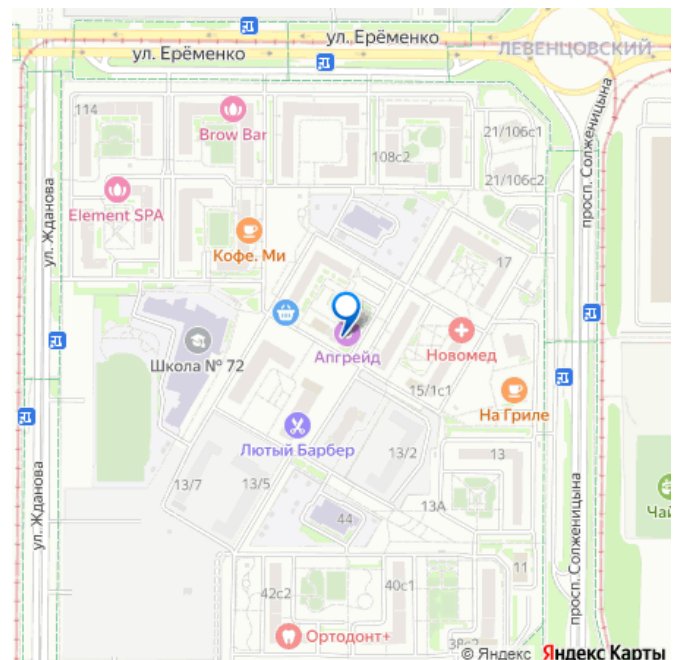 ул. Ерёменко
ул. Ерёменко
ЛЕВЕНЦОВСКИЙ
114
Brow Bar
108с2
21/106с1
21/106с2
просп. Солженицына
ул. Жданова
Element SPA
Кофе. Ми
17
Школа № 72
Апгрейд
Новомед
15/1с1
На Гриле
Лютый Барбер
13/2
13
13/7
13/5
13А
44
Чай
ул. Жданова
просп. Солженицына
11
42с2
40с1
Ортодонт+
38с2
© Яндекс Яндекс Карты